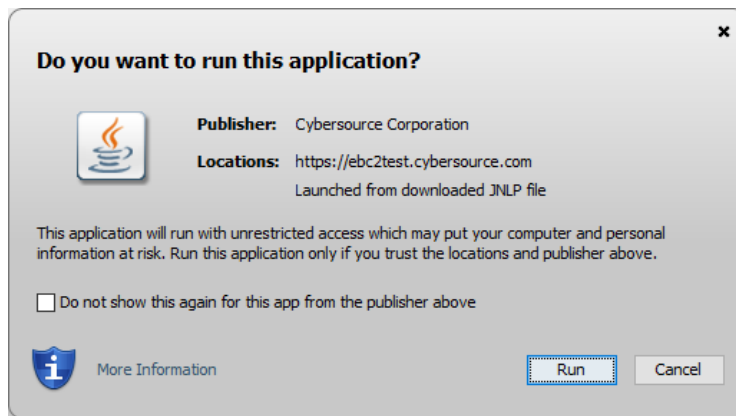 Do you want to run this application?
Publisher: Cybersource Corporation
Locations: https://ebc2test.cybersource.com
Launched from downloaded JNLP file
This application will run with unrestricted access which may put your computer and personal
information at risk. Run this application only if you trust the locations and publisher above.
Do not show this again for this app from the publisher above
More Information
Run
Cancel